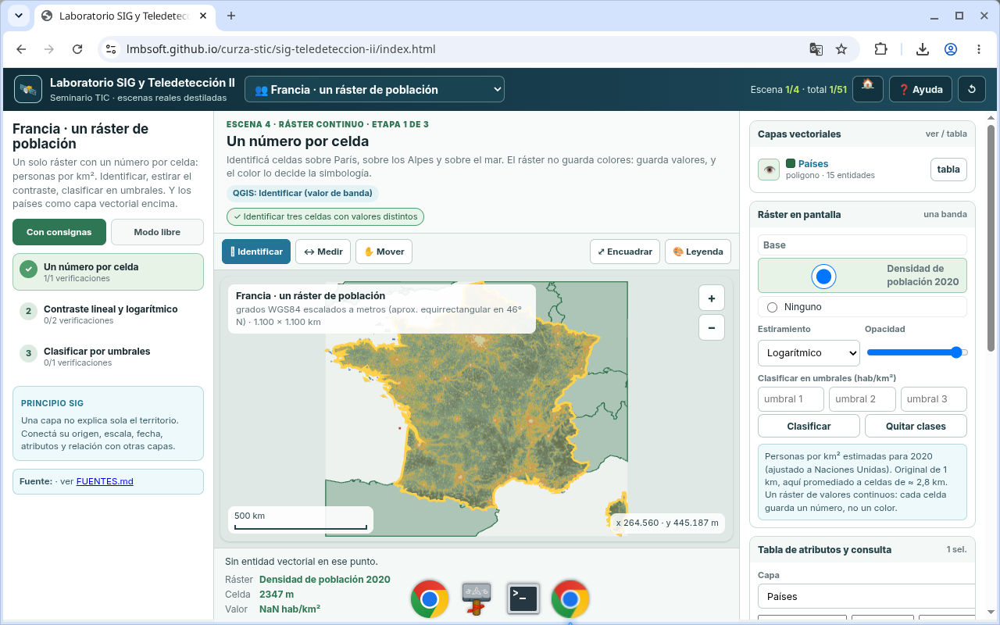 Laboratorio SIG y Teledetecc
lmbsoft.github.io/curza-stic/sig-teledeteccion-ii/index.html
Laboratorio SIG y Teledetección II
Seminario TIC · escenas reales destiladas
Francia · un ráster de población
Escena 1/4 · total 1/51
Ayuda
Francia · un ráster de
población
Un solo ráster con un número por celda:
personas por km². Identificar, estirar el
contraste, clasificar en umbrales. Y los
países como capa vectorial encima.
Con consignas
Modo libre
Un número por celda
1/1 verificaciones
2
Contraste lineal y logarítmico
0/2 verificaciones
3
Clasificar por umbrales
0/1 verificaciones
PRINCIPIO SIG
Una capa no explica sola el territorio.
Conectá su origen, escala, fecha,
atributos y relación con otras capas.
Fuente: · ver FUENTES.md
ESCENA 4 · RÁSTER CONTINUO · ETAPA 1 DE 3
Un número por celda
Identificá celdas sobre París, sobre los Alpes y sobre el mar. El ráster no guarda colores: guarda valores, y
el color lo decide la simbología.
QGIS: Identificar (valor de banda)
✓ Identificar tres celdas con valores distintos
Identificar
↔ Medir
Mover
⤢ Encuadrar
Leyenda
Francia · un ráster de población
grados WGS84 escalados a metros (aprox. equirrectangular en 46°
N) · 1.100 × 1.100 km
+
−
500 km
x 264.560 · y 445.187 m
Sin entidad vectorial en ese punto.
Ráster Densidad de población 2020
Celda 2347 m
Valor NaN hab/km²
Capas vectoriales
ver / tabla
Países
poligono · 15 entidades
tabla
Ráster en pantalla
una banda
Base
Densidad de
población 2020
Ninguno
Estiramiento
Opacidad
Logarítmico
Clasificar en umbrales (hab/km²)
umbral 1
umbral 2
umbral 3
Clasificar
Quitar clases
Personas por km² estimadas para 2020
(ajustado a Naciones Unidas). Original de 1
km, aquí promediado a celdas de ≈ 2,8 km.
Un ráster de valores continuos: cada celda
guarda un número, no un color.
Tabla de atributos y consulta
1 sel.
Capa
Países